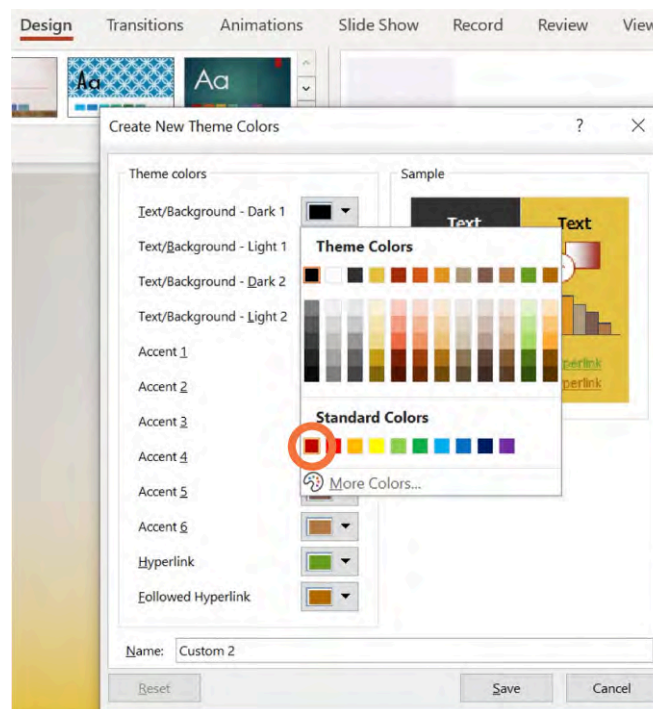 Design Transitions Animations Slide Show Record Review View
Aa Aa
Create New Theme Colors ?
Theme colors Sample
Text/Background - Dark 1
Text Text
Text/Background - Light 1 Theme Colors
Text/Background - Dark 2
Text/Background - Light 2
Accent 1
perlink
Accent 2
perlink
Accent 3 Standard Colors
Accent 4
More Colors...
Accent 5
Accent 6
Hyperlink
Followed Hyperlink
Name: Custom 2
Reset Save Cancel